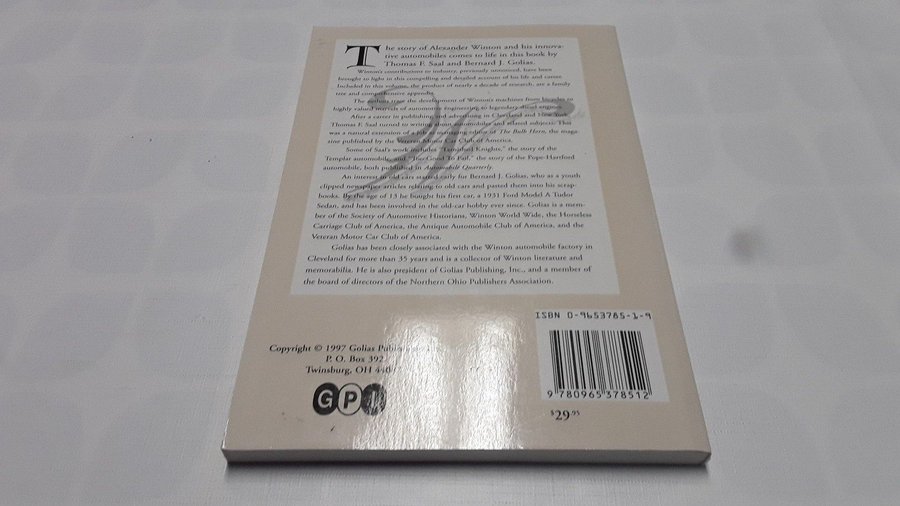 The story of Alexander Winton and his innova-
tive automobiles comes to life in this book by
Thomas F. Saal and Bernard J. Golias.
Winton's contributions to industry, previously unnoticed, have been
brought to light in this compelling and detailed account of his life and career.
Included in this volume, the product of nearly a decade of research, are a family
tree and comprehensive appendix.
The authors trace the development of Winton's machines from bicycles to
highly valued marvels of automotive engineering to legendary diesel engines.
After a career in publishing and advertising in Cleveland and New York
Thomas F. Saal turned to writing on automobiles and related subjects. This
was a natural extension of a job as managing editor of The Bulb Horn, the maga-
zine published by the Veteran Motor Car Club of America.
Some of Saal's work includes "Templed Knights," the story of the
Templar automobile, and "Too Good To Fail," the story of the Pope-Hartford
automobile, both published in Automobile Quarterly.
An interest in old cars started early for Bernard J. Golias, who as a youth
clipped newspaper articles relating to old cars and pasted them into his scrap-
books. By the age of 13 he bought his first car, a 1931 Ford Model A Tudor
Sedan, and has been involved in the old-car hobby ever since. Golias is a mem-
ber of the Society of Automotive Historians, Winton World Wide, the Horseless
Carriage Club of America, the Antique Automobile Club of America, and the
Veteran Motor Car Club of America.
Golias has been closely associated with the Winton automobile factory in
Cleveland for more than 35 years and is a collector of Winton literature and
memorabilia. He is also president of Golias Publishing, Inc., and a member of
the board of directors of the Northern Ohio Publishers Association.
ISBN 0-9653785-1-9
Copyright © 1997 Golias
P. O. Box 392
Twinsburg, OH
GPI
9 780965 378512
$29.95